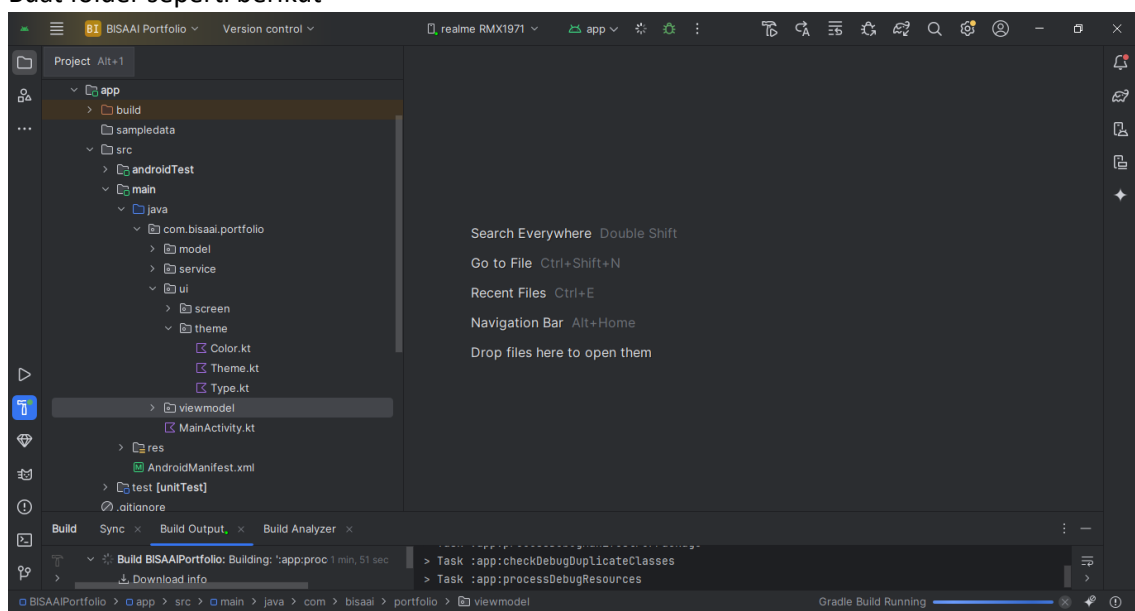 Buat folder seperti berikut
BI BISAAI Portfolio Version control realme RMX1971 app
Project Alt+1
app
build
sampledata
src
androidTest
main
java
com.bisaai.portfolio
model
service
ui
screen
theme
Color.kt
Theme.kt
Type.kt
viewmodel
MainActivity.kt
res
AndroidManifest.xml
test [unitTest]
.gitignore
Search Everywhere Double Shift
Go to File Ctrl+Shift+N
Recent Files Ctrl+E
Navigation Bar Alt+Home
Drop files here to open them
Build Sync Build Output Build Analyzer
Build BISAAIPortfolio: Building: ':app:proc 1 min, 51 sec
Download info
> Task :app:checkDebugDuplicateClasses
> Task :app:processDebugResources
BISAAIPortfolio > app > src > main > java > com > bisaai > portfolio > viewmodel Gradle Build Running